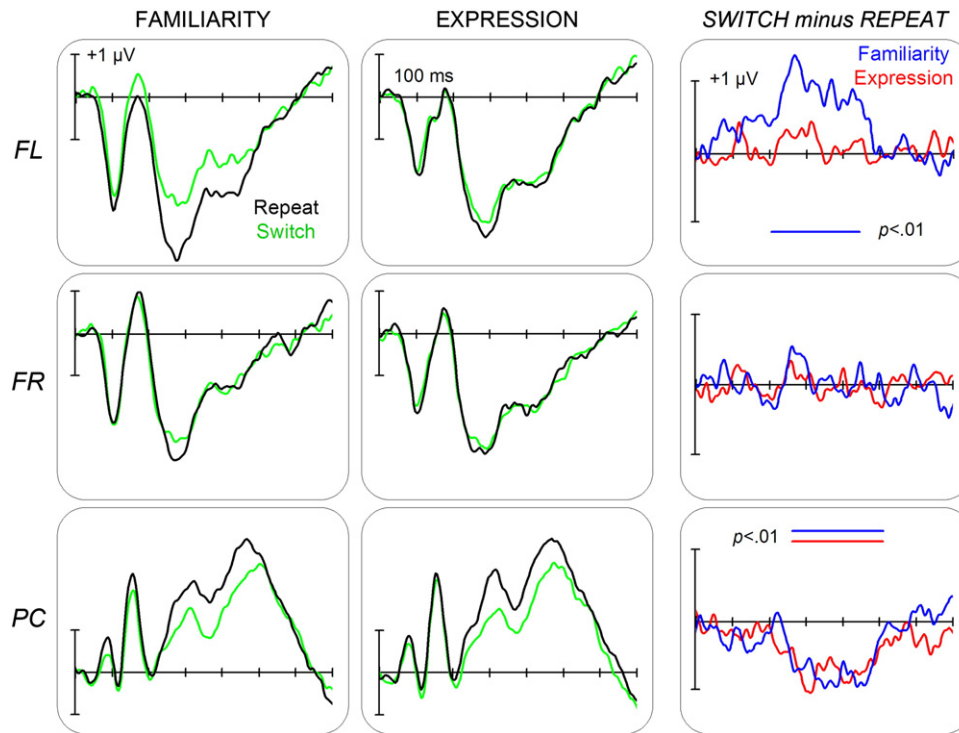 FAMILIARITY
EXPRESSION
SWITCH minus REPEAT
FL
+1 µV
Repeat
Switch
100 ms
+1 µV
Familiarity
Expression
p<.01
FR
PC
p<.01